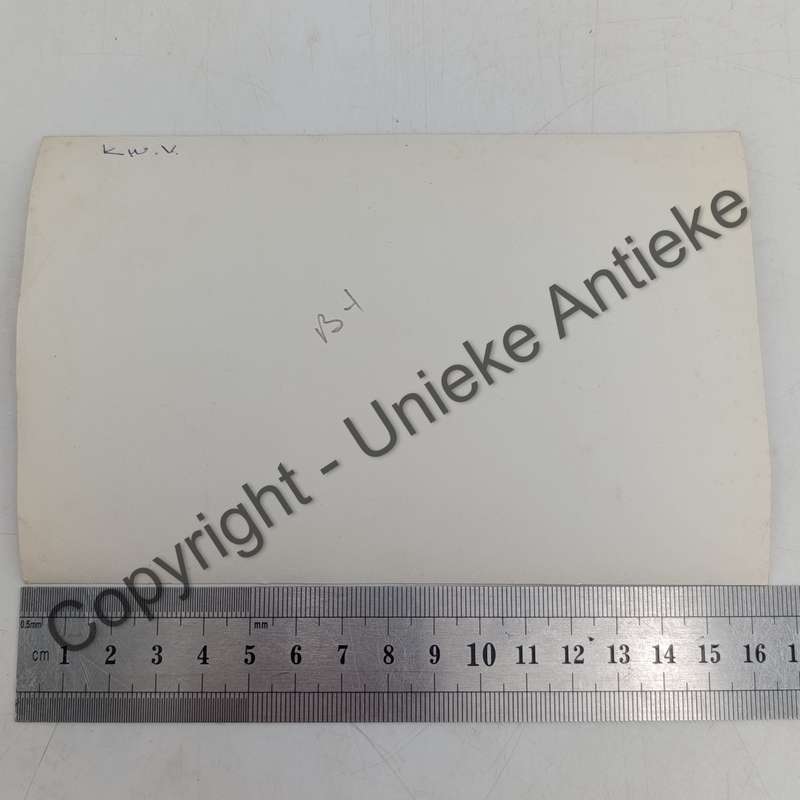 K.W.V.
B-1
Copyright - Unieke Antieke
0.5mm
mm
cm 1 2 3 4 5 6 7 8 9 10 11 12 13 14 15 16